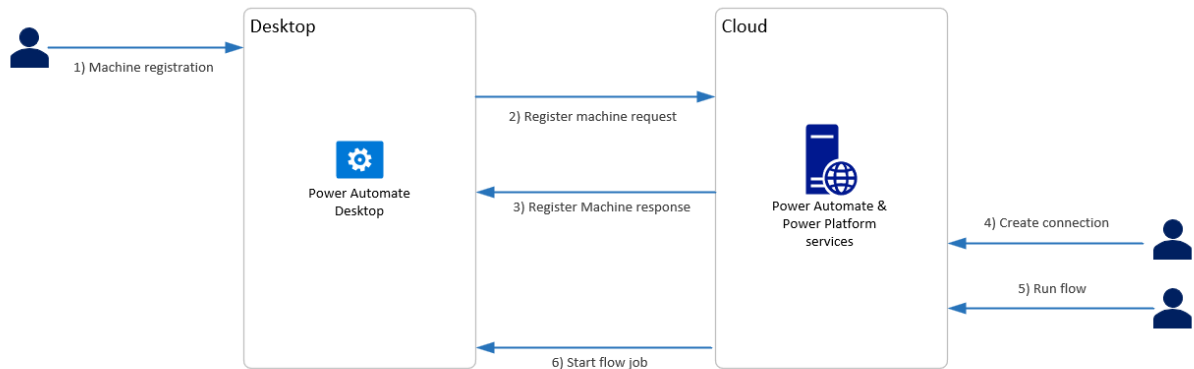 Desktop
Cloud
1) Machine registration
2) Register machine request
Power Automate
Desktop
3) Register Machine response
Power Automate &
Power Platform
services
4) Create connection
5) Run flow
6) Start flow job